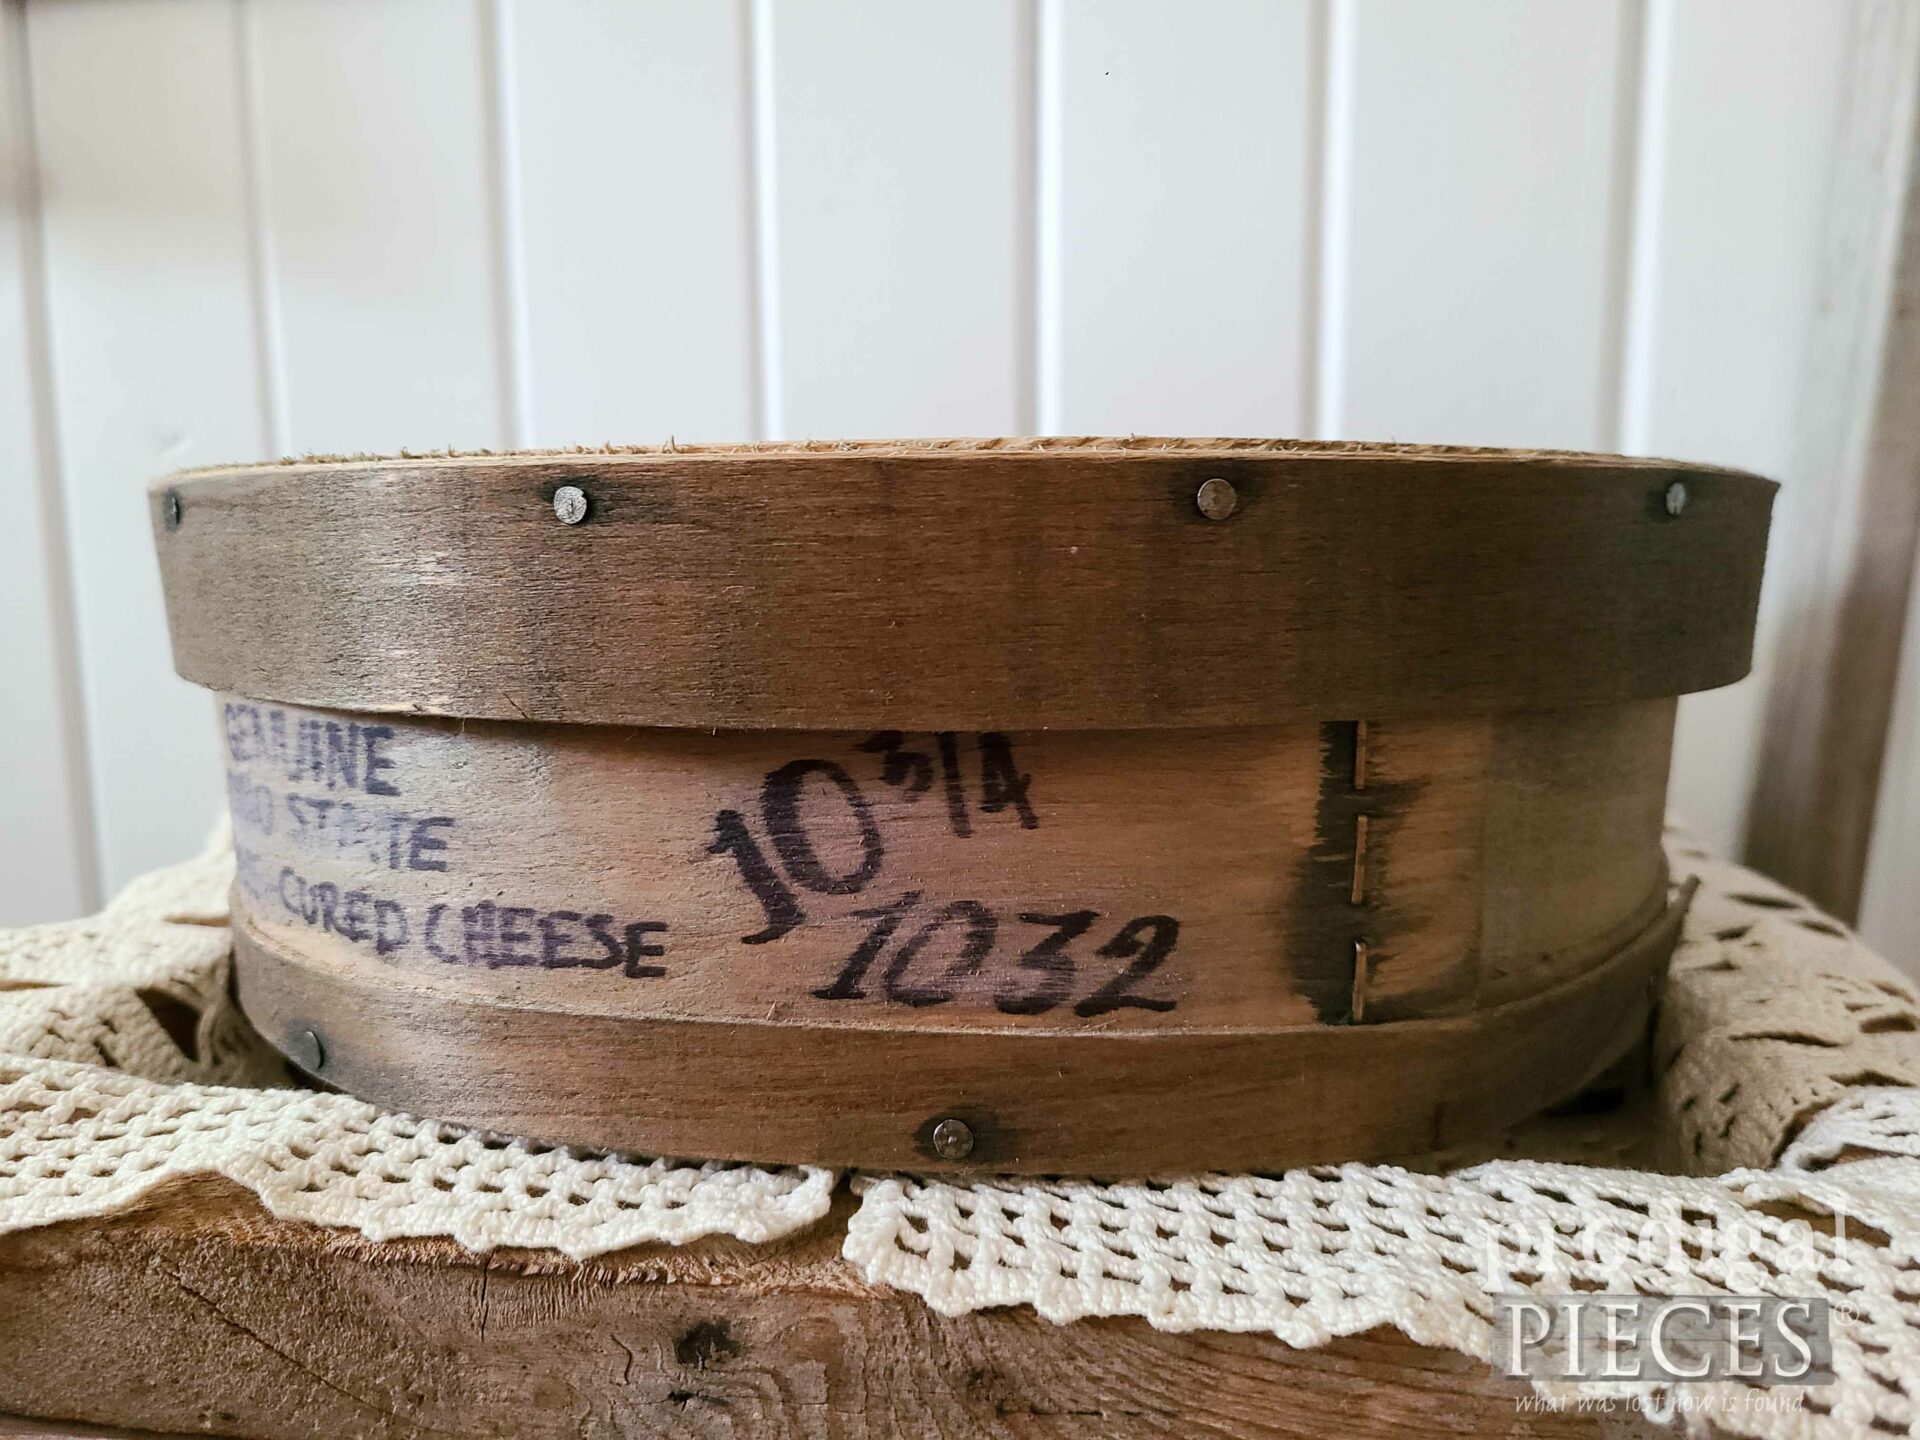 GENUINE
STATE
CURED CHEESE
10 3/4
1032
prodigal
PIECES®
what was lost now is found